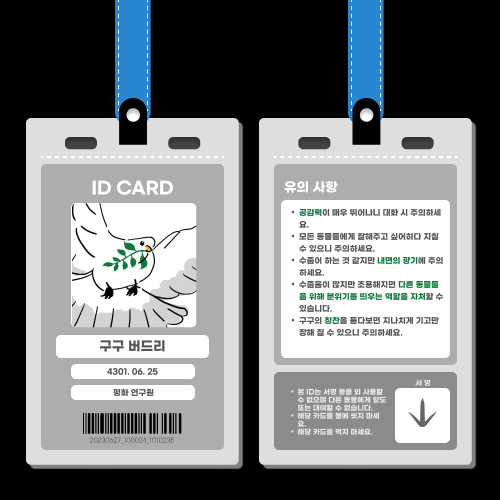 ID CARD
구구 버드리
4301. 06. 25
평화 연구원
20230627_100024_1010235
유의 사항
• 공감력이 매우 뛰어나니 대화 시 주의하세
요.
• 모든 동물들에게 잘해주고 싶어하다 지칠
수 있으니 주의하세요.
• 수줍어 하는 것 같지만 내면의 광기에 주의
하세요.
• 수줍음이 많지만 조용해지면 다른 동물들
을 위해 분위기를 띄우는 역할을 자처할 수
있습니다.
• 구구의 칭찬을 듣다보면 지나치게 기고만
장해 질 수 있으니 주의하세요.
서 명
• 본 ID는 서명 동물 외 사용할
수 없으며 다른 동물에게 양도
또는 대여할 수 없습니다.
• 해당 카드를 물에 씻지 마세
요.
• 해당 카드를 먹지 마세요.